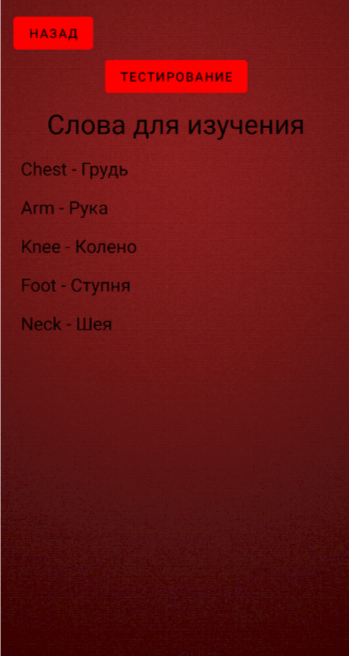 НАЗАД
ТЕСТИРОВАНИЕ
Слова для изучения
Chest - Грудь
Arm - Рука
Knee - Колено
Foot - Ступня
Neck - Шея